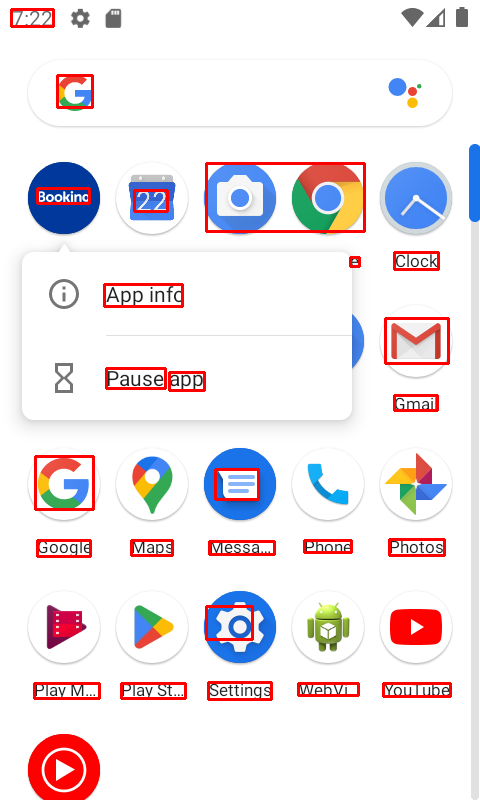 7:22
Booking
22
Clock
App info
Pause app
Gmail
Google
Maps
Messa...
Phone
Photos
Play M...
Play St...
Settings
WebVi...
YouTube